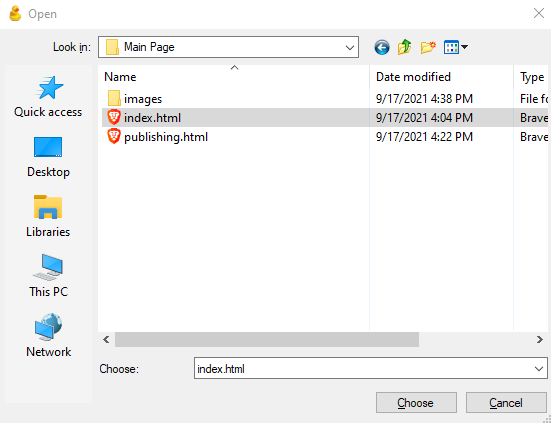 Open
Look in: Main Page
Name Date modified Type
images 9/17/2021 4:38 PM File fo
index.html 9/17/2021 4:04 PM Brave
publishing.html 9/17/2021 4:22 PM Brave
Quick access
Desktop
Libraries
This PC
Network
Choose: index.html
Choose Cancel